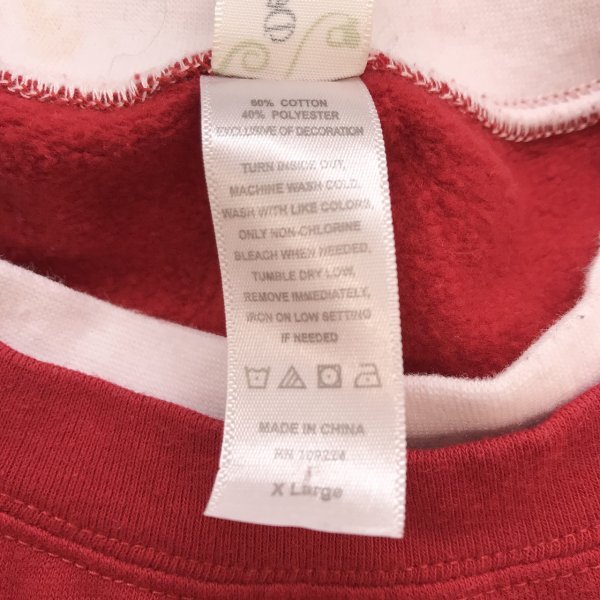 60% COTTON
40% POLYESTER
EXCLUSIVE OF DECORATION
TURN INSIDE OUT,
MACHINE WASH COLD,
WASH WITH LIKE COLORS,
ONLY NON-CHLORINE
BLEACH WHEN NEEDED,
TUMBLE DRY LOW,
REMOVE IMMEDIATELY,
IRON ON LOW SETTING
IF NEEDED
MADE IN CHINA
RN
X Large